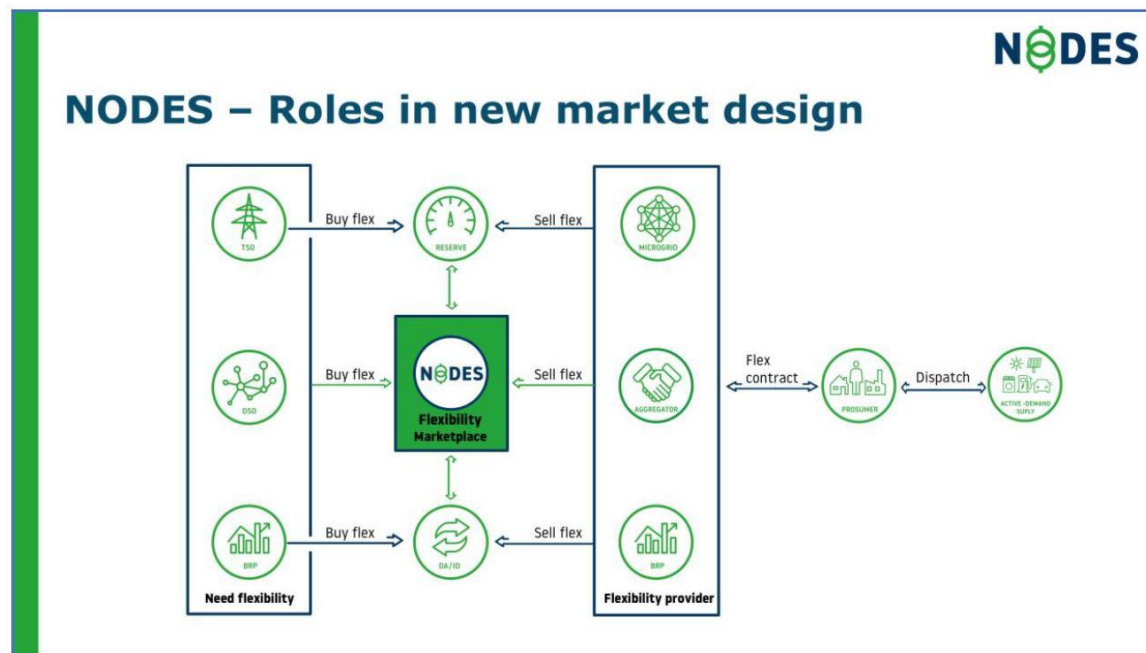 NODES
NODES – Roles in new market design
TSO
Buy flex
RESERVE
Sell flex
MICROGRID
DSO
Buy flex
NODES
Flexibility
Marketplace
Sell flex
AGGREGATOR
Flex
contract
PROSUMER
Dispatch
ACTIVE -DEMAND
SUPLY
BRP
Buy flex
DA/ID
Sell flex
BRP
Need flexibility
Flexibility provider